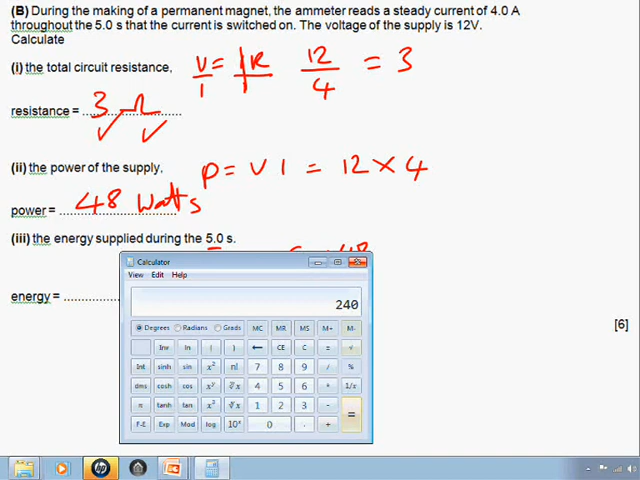 (B) During the making of a permanent magnet, the ammeter reads a steady current of 4.0 A
throughout the 5.0 s that the current is switched on. The voltage of the supply is 12V.
Calculate
(i) the total circuit resistance, V = IR 12 = 3
I I 4
resistance = 3 Ω
(ii) the power of the supply, P = V I = 12 × 4
power = 48 Watts
(iii) the energy supplied during the 5.0 s.
Calculator
View Edit Help
240
Degrees Radians Grads MC MR MS M+ M-
Inv ln ( ) ← CE C ± √
Int sinh sin x² n! 7 8 9 / %
dms cosh cos xʸ ʸ√x 4 5 6 * 1/x
π tanh tan x³ ³√x 1 2 3 - =
F-E Exp Mod log 10ˣ 0 . +
energy =
[6]